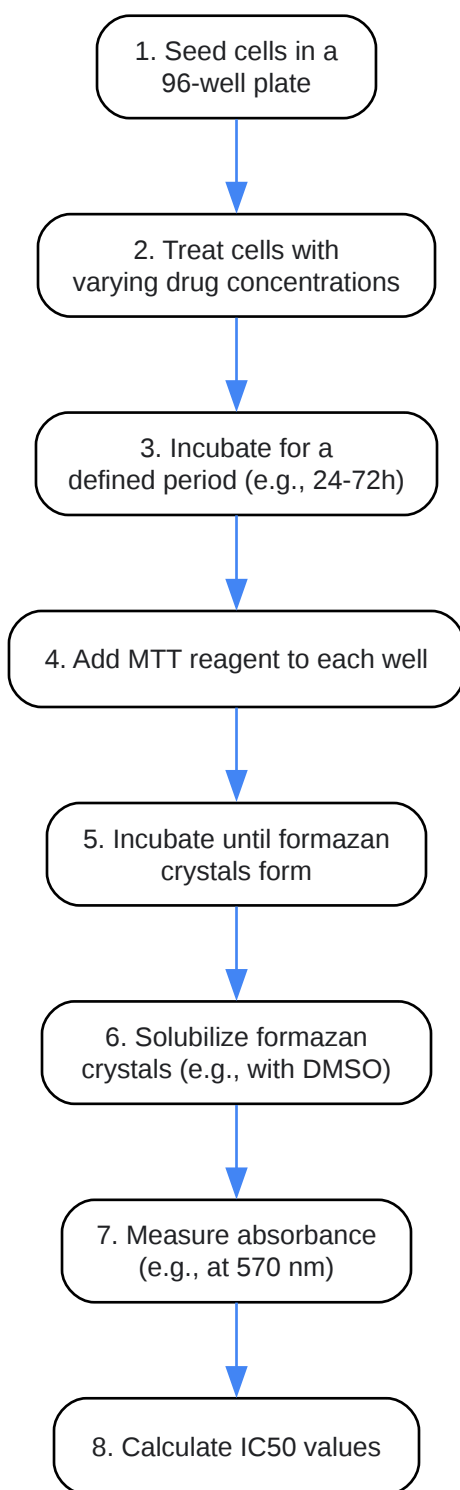 1. Seed cells in a
96-well plate
2. Treat cells with
varying drug concentrations
3. Incubate for a
defined period (e.g., 24-72h)
4. Add MTT reagent to each well
5. Incubate until formazan
crystals form
6. Solubilize formazan
crystals (e.g., with DMSO)
7. Measure absorbance
(e.g., at 570 nm)
8. Calculate IC50 values